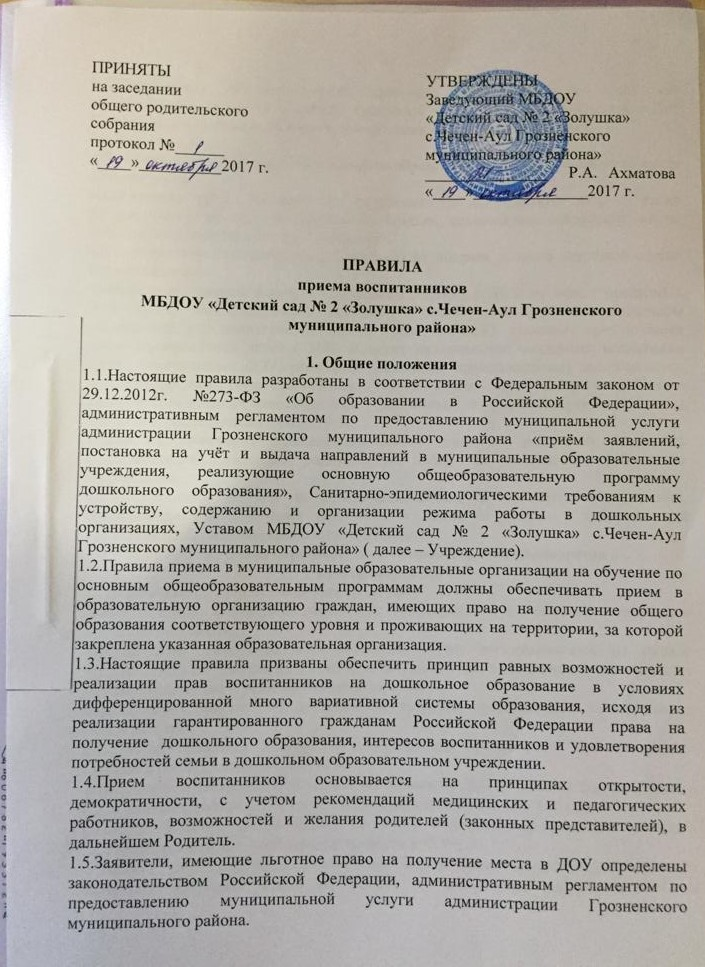 ПРИНЯТЫ
на заседании
общего родительского
собрания
протокол № 1
« 19 » октября 2017 г.
УТВЕРЖДЕНЫ
Заведующий МБДОУ
«Детский сад № 2 «Золушка»
с.Чечен-Аул Грозненского
муниципального района»
Р.А. Ахматова
« 19 » октября 2017 г.
ПРАВИЛА
приема воспитанников
МБДОУ «Детский сад № 2 «Золушка» с.Чечен-Аул Грозненского
муниципального района»
1. Общие положения
1.1.Настоящие правила разработаны в соответствии с Федеральным законом от
29.12.2012г. №273-ФЗ «Об образовании в Российской Федерации»,
административным регламентом по предоставлению муниципальной услуги
администрации Грозненского муниципального района «приём заявлений,
постановка на учёт и выдача направлений в муниципальные образовательные
учреждения, реализующие основную общеобразовательную программу
дошкольного образования», Санитарно-эпидемиологическими требованиям к
устройству, содержанию и организации режима работы в дошкольных
организациях, Уставом МБДОУ «Детский сад № 2 «Золушка» с.Чечен-Аул
Грозненского муниципального района» ( далее – Учреждение).
1.2.Правила приема в муниципальные образовательные организации на обучение по
основным общеобразовательным программам должны обеспечивать прием в
образовательную организацию граждан, имеющих право на получение общего
образования соответствующего уровня и проживающих на территории, за которой
закреплена указанная образовательная организация.
1.3.Настоящие правила призваны обеспечить принцип равных возможностей и
реализации прав воспитанников на дошкольное образование в условиях
дифференцированной много вариативной системы образования, исходя из
реализации гарантированного гражданам Российской Федерации права на
получение дошкольного образования, интересов воспитанников и удовлетворения
потребностей семьи в дошкольном образовательном учреждении.
1.4.Прием воспитанников основывается на принципах открытости,
демократичности, с учетом рекомендаций медицинских и педагогических
работников, возможностей и желания родителей (законных представителей), в
дальнейшем Родитель.
1.5.Заявители, имеющие льготное право на получение места в ДОУ определены
законодательством Российской Федерации, административным регламентом по
предоставлению муниципальной услуги администрации Грозненского
муниципального района.